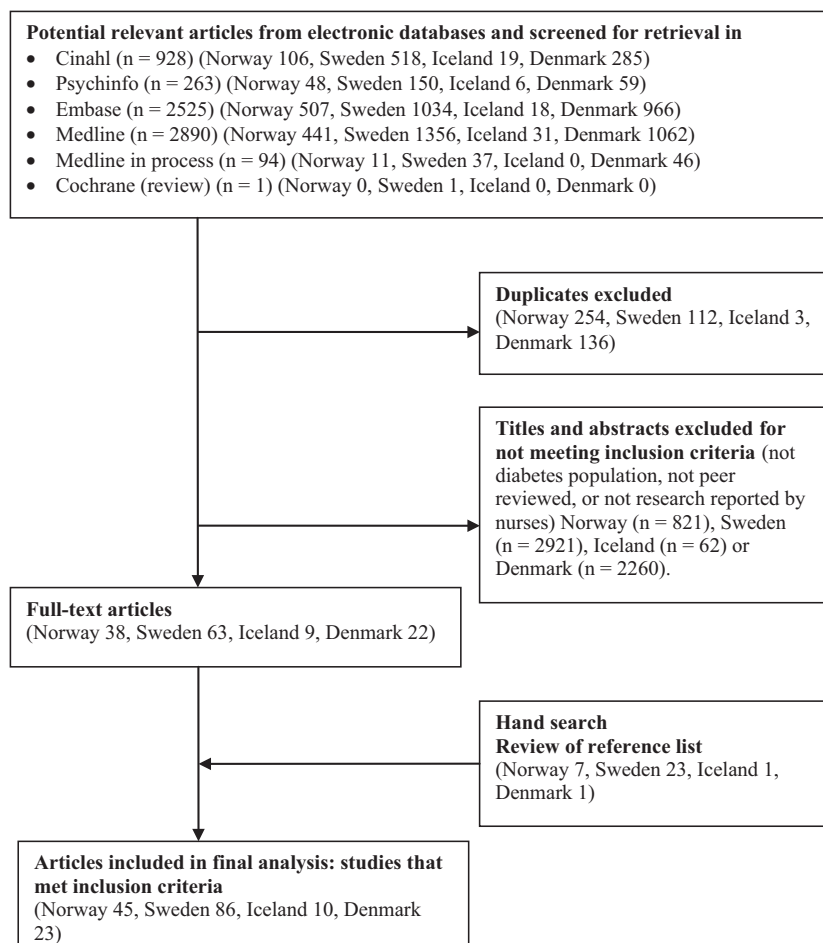 Potential relevant articles from electronic databases and screened for retrieval in
• Cinahl (n = 928) (Norway 106, Sweden 518, Iceland 19, Denmark 285)
• Psychinfo (n = 263) (Norway 48, Sweden 150, Iceland 6, Denmark 59)
• Embase (n = 2525) (Norway 507, Sweden 1034, Iceland 18, Denmark 966)
• Medline (n = 2890) (Norway 441, Sweden 1356, Iceland 31, Denmark 1062)
• Medline in process (n = 94) (Norway 11, Sweden 37, Iceland 0, Denmark 46)
• Cochrane (review) (n = 1) (Norway 0, Sweden 1, Iceland 0, Denmark 0)
Duplicates excluded
(Norway 254, Sweden 112, Iceland 3,
Denmark 136)
Titles and abstracts excluded for
not meeting inclusion criteria (not
diabetes population, not peer
reviewed, or not research reported by
nurses) Norway (n = 821), Sweden
(n = 2921), Iceland (n = 62) or
Denmark (n = 2260).
Full-text articles
(Norway 38, Sweden 63, Iceland 9, Denmark 22)
Hand search
Review of reference list
(Norway 7, Sweden 23, Iceland 1,
Denmark 1)
Articles included in final analysis: studies that
met inclusion criteria
(Norway 45, Sweden 86, Iceland 10, Denmark
23)